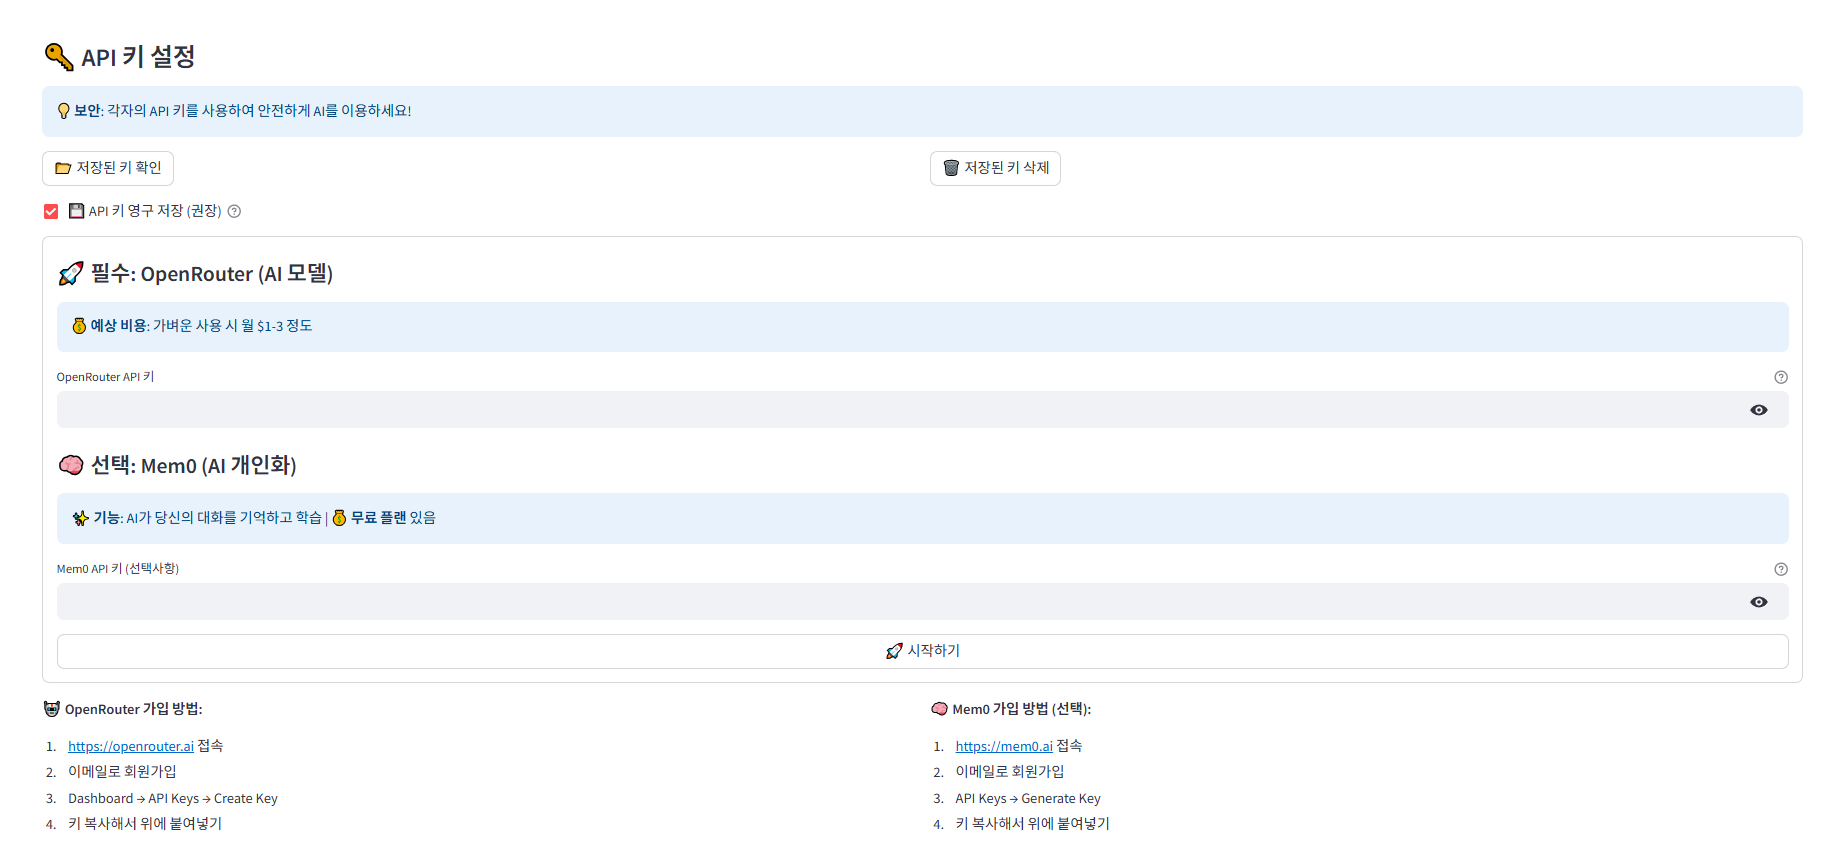 API 키 설정
보안: 각자의 API 키를 사용하여 안전하게 AI를 이용하세요!
저장된 키 확인
저장된 키 삭제
API 키 영구 저장 (권장)
필수: OpenRouter (AI 모델)
예상 비용: 가벼운 사용 시 월 $1-3 정도
OpenRouter API 키
선택: Mem0 (AI 개인화)
기능: AI가 당신의 대화를 기억하고 학습 | 무료 플랜 있음
Mem0 API 키 (선택사항)
시작하기
OpenRouter 가입 방법:
1. https://openrouter.ai 접속
2. 이메일로 회원가입
3. Dashboard → API Keys → Create Key
4. 키 복사해서 위에 붙여넣기
Mem0 가입 방법 (선택):
1. https://mem0.ai 접속
2. 이메일로 회원가입
3. API Keys → Generate Key
4. 키 복사해서 위에 붙여넣기